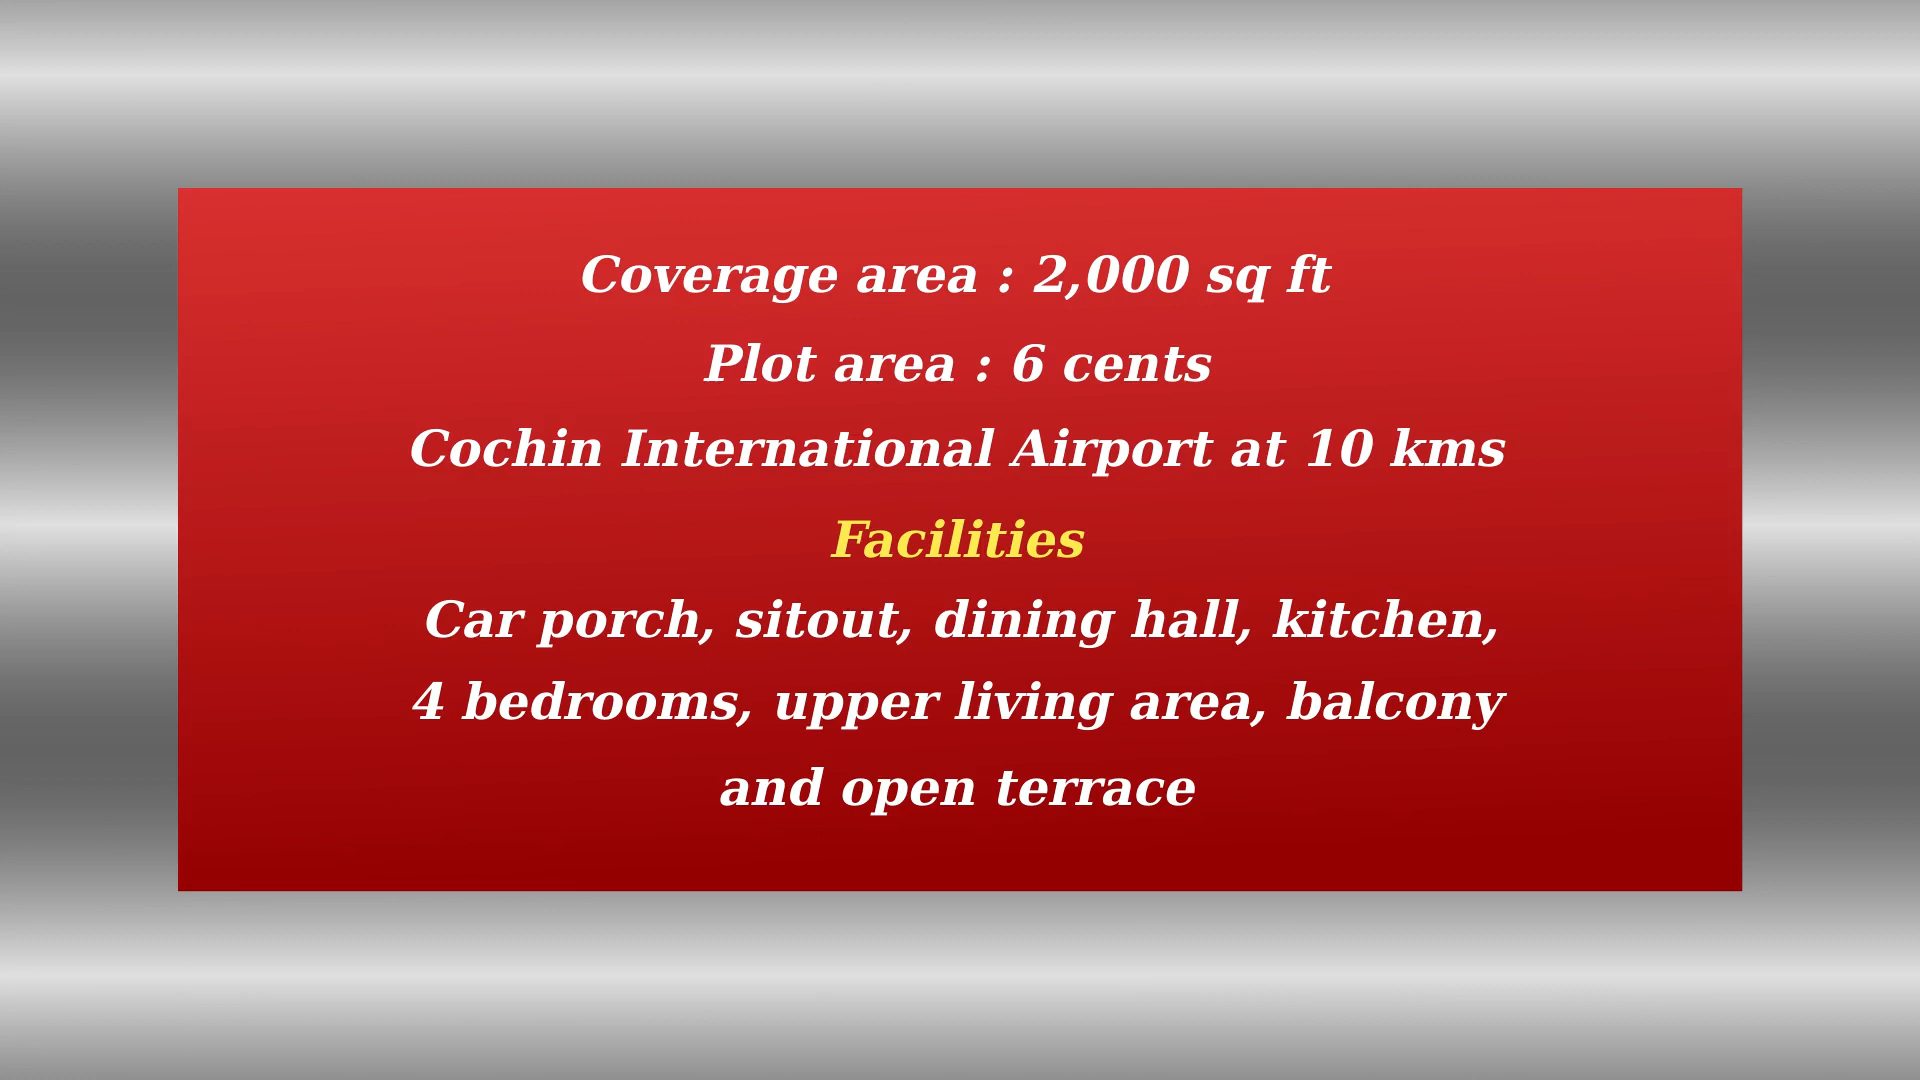 Coverage area : 2,000 sq ft
Plot area : 6 cents
Cochin International Airport at 10 kms
Facilities
Car porch, sitout, dining hall, kitchen,
4 bedrooms, upper living area, balcony
and open terrace